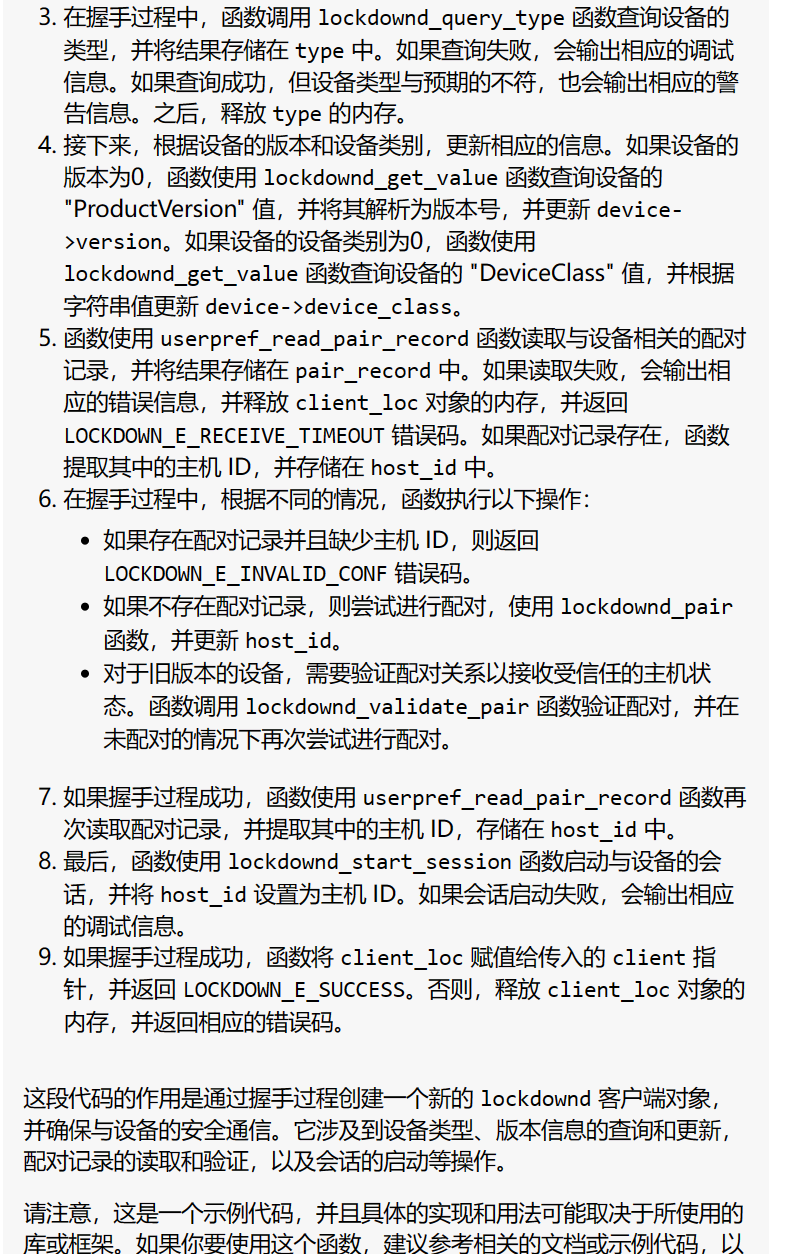 3. 在握手过程中，函数调用 lockdownd_query_type 函数查询设备的
类型，并将结果存储在 type 中。如果查询失败，会输出相应的调试
信息。如果查询成功，但设备类型与预期的不符，也会输出相应的警
告信息。之后，释放 type 的内存。
4. 接下来，根据设备的版本和设备类别，更新相应的信息。如果设备的
版本为0，函数使用 lockdownd_get_value 函数查询设备的
"ProductVersion" 值，并将其解析为版本号，并更新 device-
>version。如果设备的设备类别为0，函数使用
lockdownd_get_value 函数查询设备的 "DeviceClass" 值，并根据
字符串值更新 device->device_class。
5. 函数使用 userpref_read_pair_record 函数读取与设备相关的配对
记录，并将结果存储在 pair_record 中。如果读取失败，会输出相
应的错误信息，并释放 client_loc 对象的内存，并返回
LOCKDOWN_E_RECEIVE_TIMEOUT 错误码。如果配对记录存在，函数
提取其中的主机 ID，并存储在 host_id 中。
6. 在握手过程中，根据不同的情况，函数执行以下操作：
• 如果存在配对记录并且缺少主机 ID，则返回
LOCKDOWN_E_INVALID_CONF 错误码。
• 如果不存在配对记录，则尝试进行配对，使用 lockdownd_pair
函数，并更新 host_id。
• 对于旧版本的设备，需要验证配对关系以接收受信任的主机状
态。函数调用 lockdownd_validate_pair 函数验证配对，并在
未配对的情况下再次尝试进行配对。
7. 如果握手过程成功，函数使用 userpref_read_pair_record 函数再
次读取配对记录，并提取其中的主机 ID，存储在 host_id 中。
8. 最后，函数使用 lockdownd_start_session 函数启动与设备的会
话，并将 host_id 设置为主机 ID。如果会话启动失败，会输出相应
的调试信息。
9. 如果握手过程成功，函数将 client_loc 赋值给传入的 client 指
针，并返回 LOCKDOWN_E_SUCCESS。否则，释放 client_loc 对象的
内存，并返回相应的错误码。
这段代码的作用是通过握手过程创建一个新的 lockdownd 客户端对象，
并确保与设备的安全通信。它涉及到设备类型、版本信息的查询和更新，
配对记录的读取和验证，以及会话的启动等操作。
请注意，这是一个示例代码，并且具体的实现和用法可能取决于所使用的
库或框架。如果你要使用这个函数，建议参考相关的文档或示例代码，以